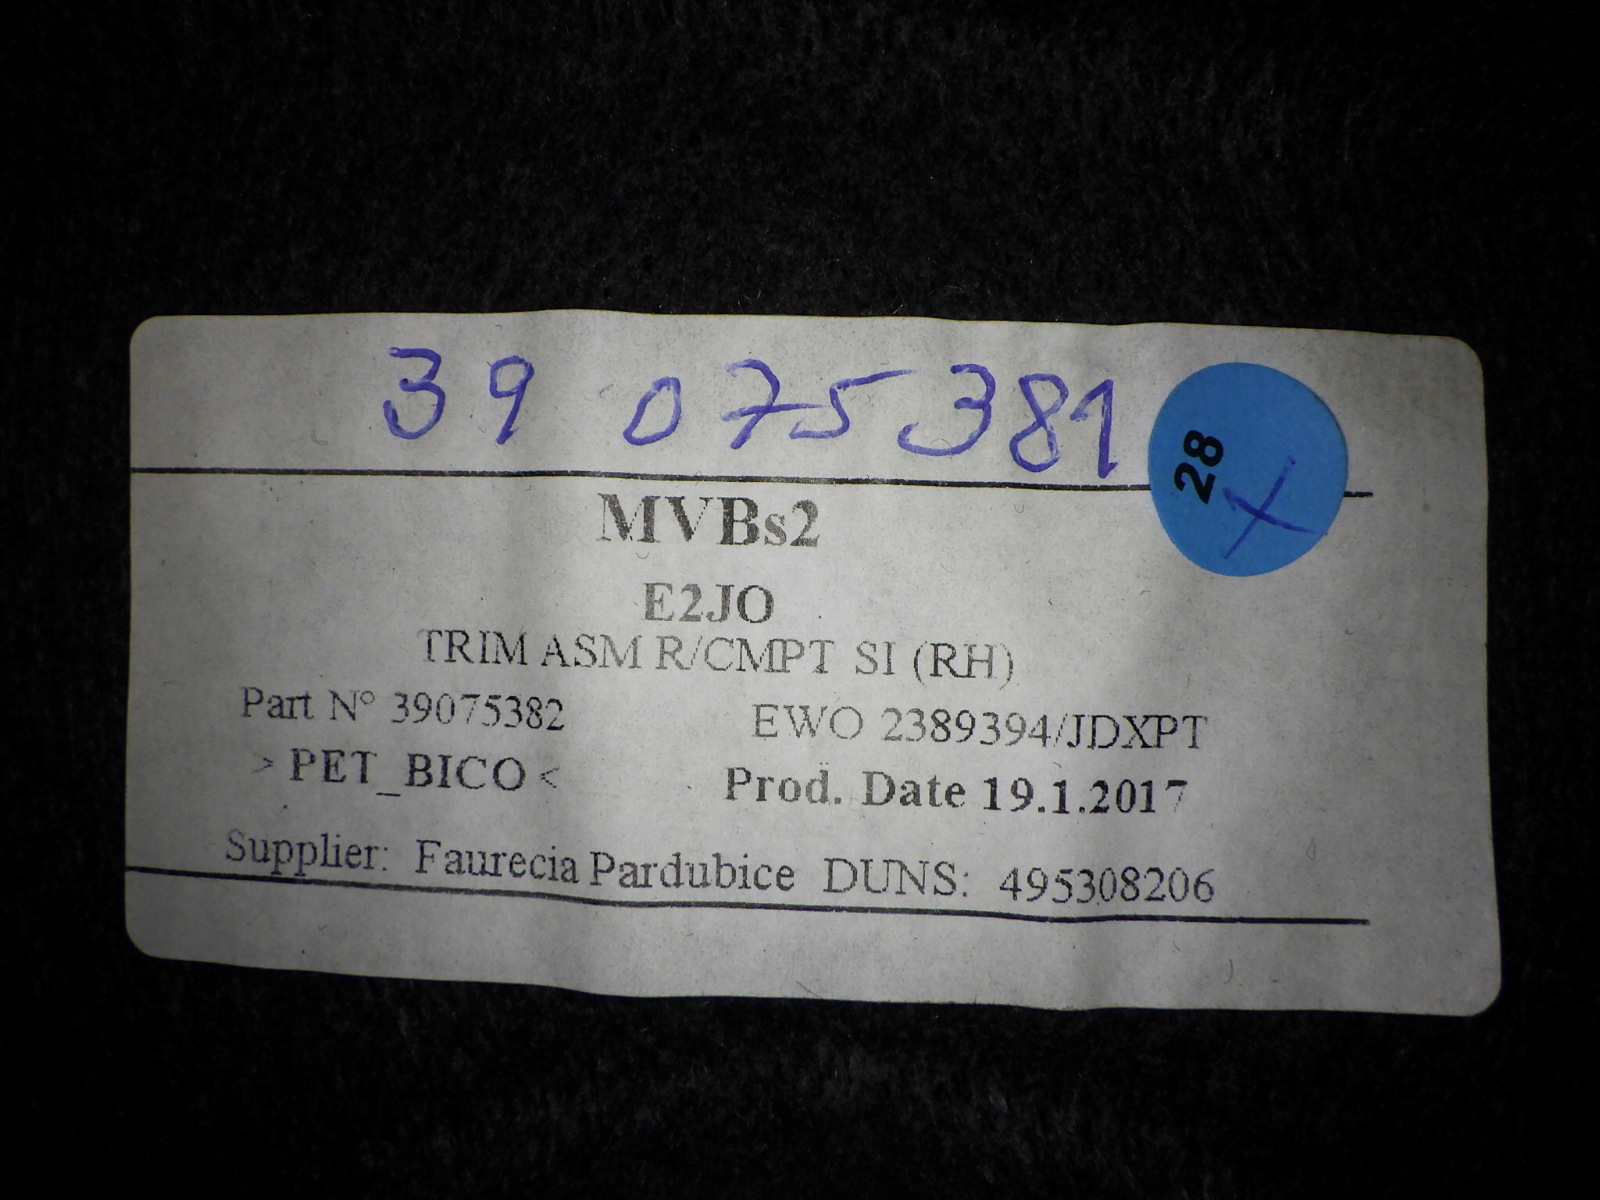 39 075381
28 X
MVBs2
E2JO
TRIM ASM R/CMPT SI (RH)
Part N° 39075382 EWO 2389394/JDXPT
> PET_BICO < Prod. Date 19.1.2017
Supplier: Faurecia Pardubice DUNS: 495308206